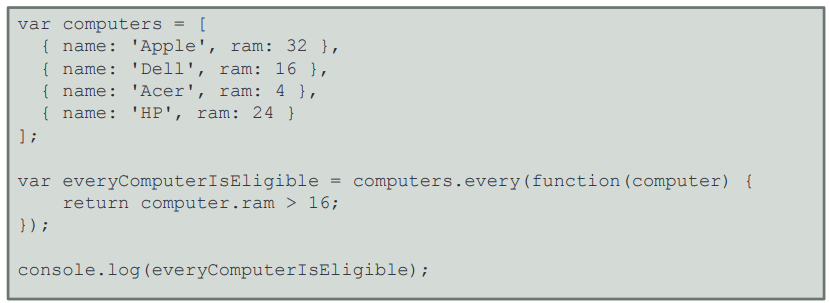 var computers = [
  { name: 'Apple', ram: 32 },
  { name: 'Dell', ram: 16 },
  { name: 'Acer', ram: 4 },
  { name: 'HP', ram: 24 }
];
var everyComputerIsEligible = computers.every(function(computer) {
    return computer.ram > 16;
});
console.log(everyComputerIsEligible);